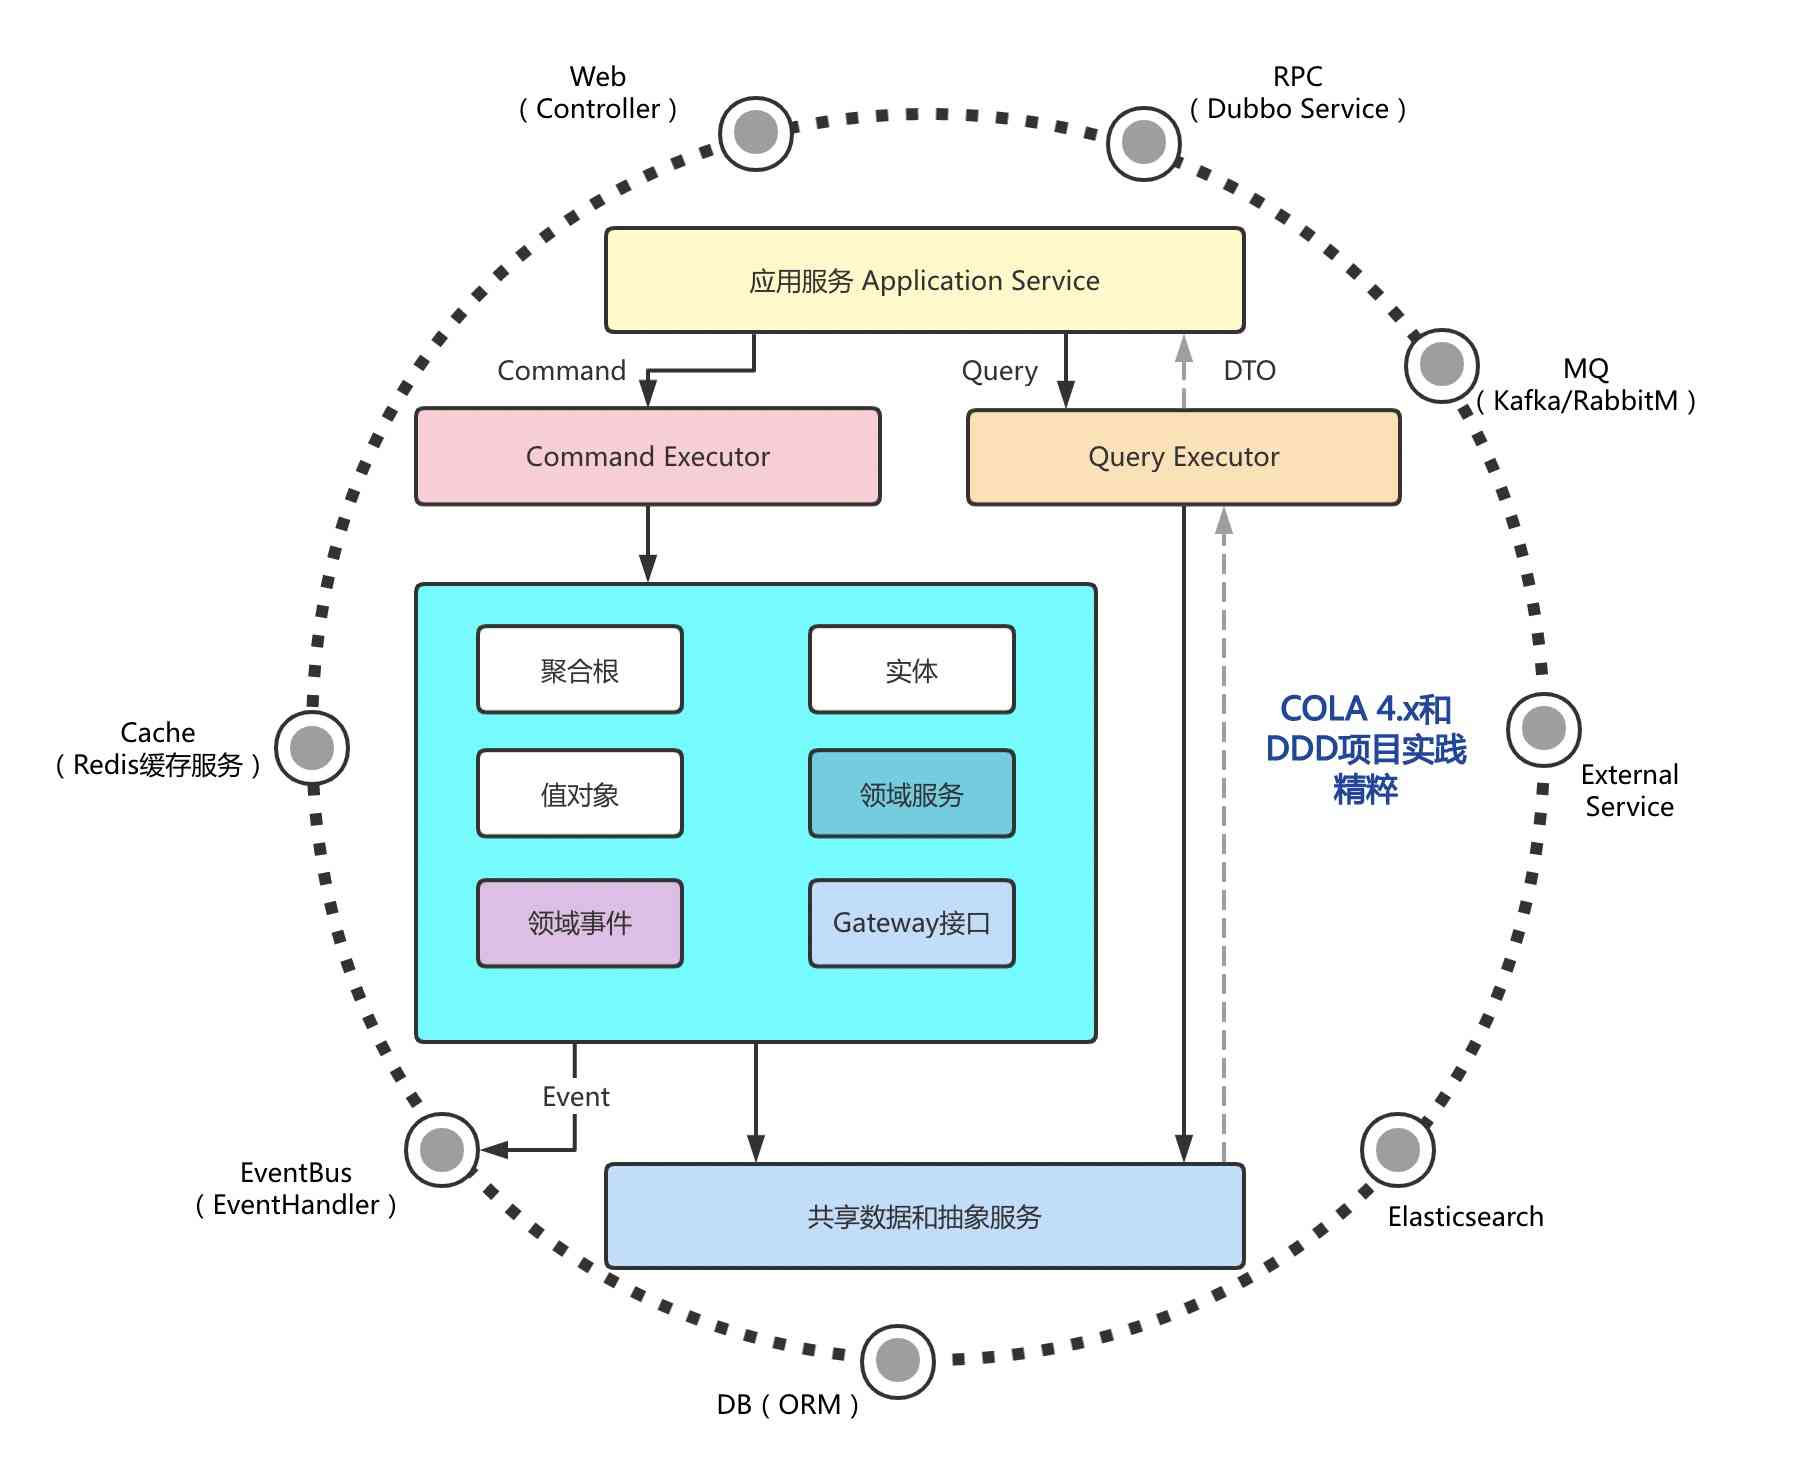 Web
（Controller）
RPC
（Dubbo Service）
应用服务 Application Service
Command
Query
DTO
MQ
（Kafka/RabbitM）
Command Executor
Query Executor
聚合根
实体
COLA 4.x和
DDD项目实践
精粹
Cache
（Redis缓存服务）
值对象
领域服务
External
Service
领域事件
Gateway接口
Event
EventBus
（EventHandler）
共享数据和抽象服务
Elasticsearch
DB（ORM）